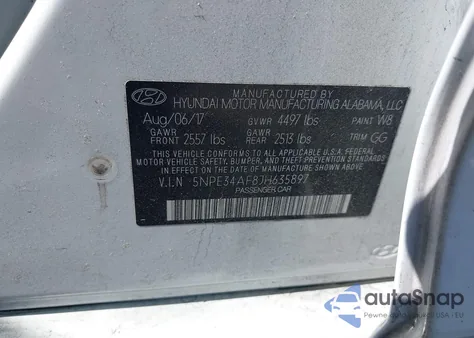 MANUFACTURED BY
HYUNDAI MOTOR MANUFACTURING ALABAMA, LLC
Aug/06/17 GVWR 4497 lbs PAINT W8
GAWR FRONT 2557 lbs GAWR REAR 2513 lbs TRIM GG
THIS VEHICLE CONFORMS TO ALL APPLICABLE FEDERAL
MOTOR VEHICLE SAFETY, BUMPER, AND THEFT PREVENTION
STANDARDS IN EFFECT ON THE DATE OF MANUFACTURE
SHOWN ABOVE.
V.I.N 5NPE34AF8JH635897
PASSENGER CAR
autoSnap